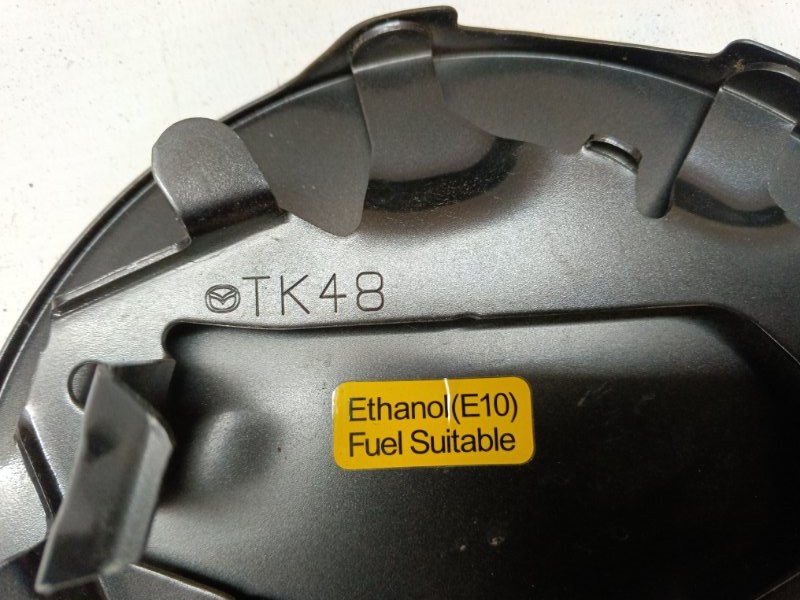 TK48
Ethanol(E10)
Fuel Suitable